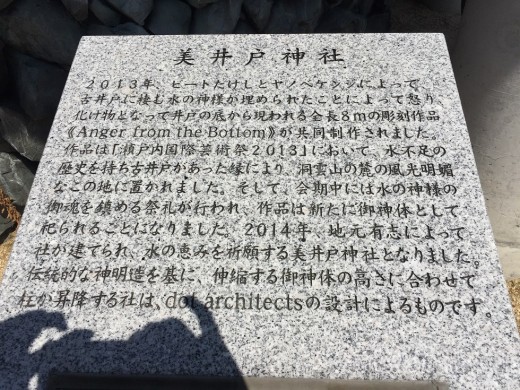 美井戸神社
2013年、ビートたけしとヤノベケンジによって
古井戸に棲む水の神様が埋められたことによって怒り、
化け物となって井戸の底から現われる全長8mの彫刻作品
《Anger from the Bottom》が共同制作されました。
作品は「瀬戸内国際芸術祭2013」において、水不足の
歴史を持ち古井戸があった縁により、洞雲山の麓の風光明媚
なこの地に置かれました。そして、会期中には水の神様の
御魂を鎮める祭礼が行われ、作品は新たに御神体として
祀られることになりました。2014年、地元有志によって
社が建てられ、水の恵みを祈願する美井戸神社となりました。
伝統的な神明造を基に、伸縮する御神体の高さに合わせて
柱が昇降する社は、dot architectsの設計によるものです。